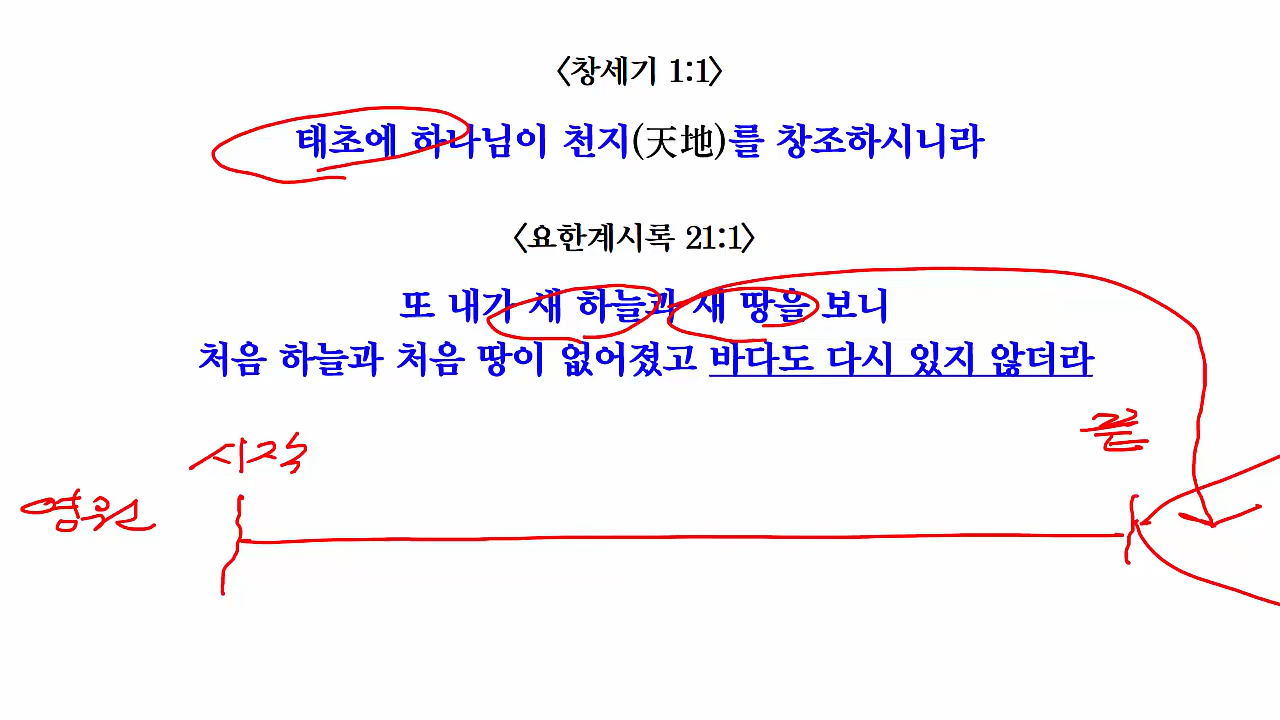 〈창세기 1:1〉
태초에 하나님이 천지(天地)를 창조하시니라
〈요한계시록 21:1〉
또 내가 새 하늘과 새 땅을 보니
처음 하늘과 처음 땅이 없어졌고 바다도 다시 있지 않더라
시작
끝
영원